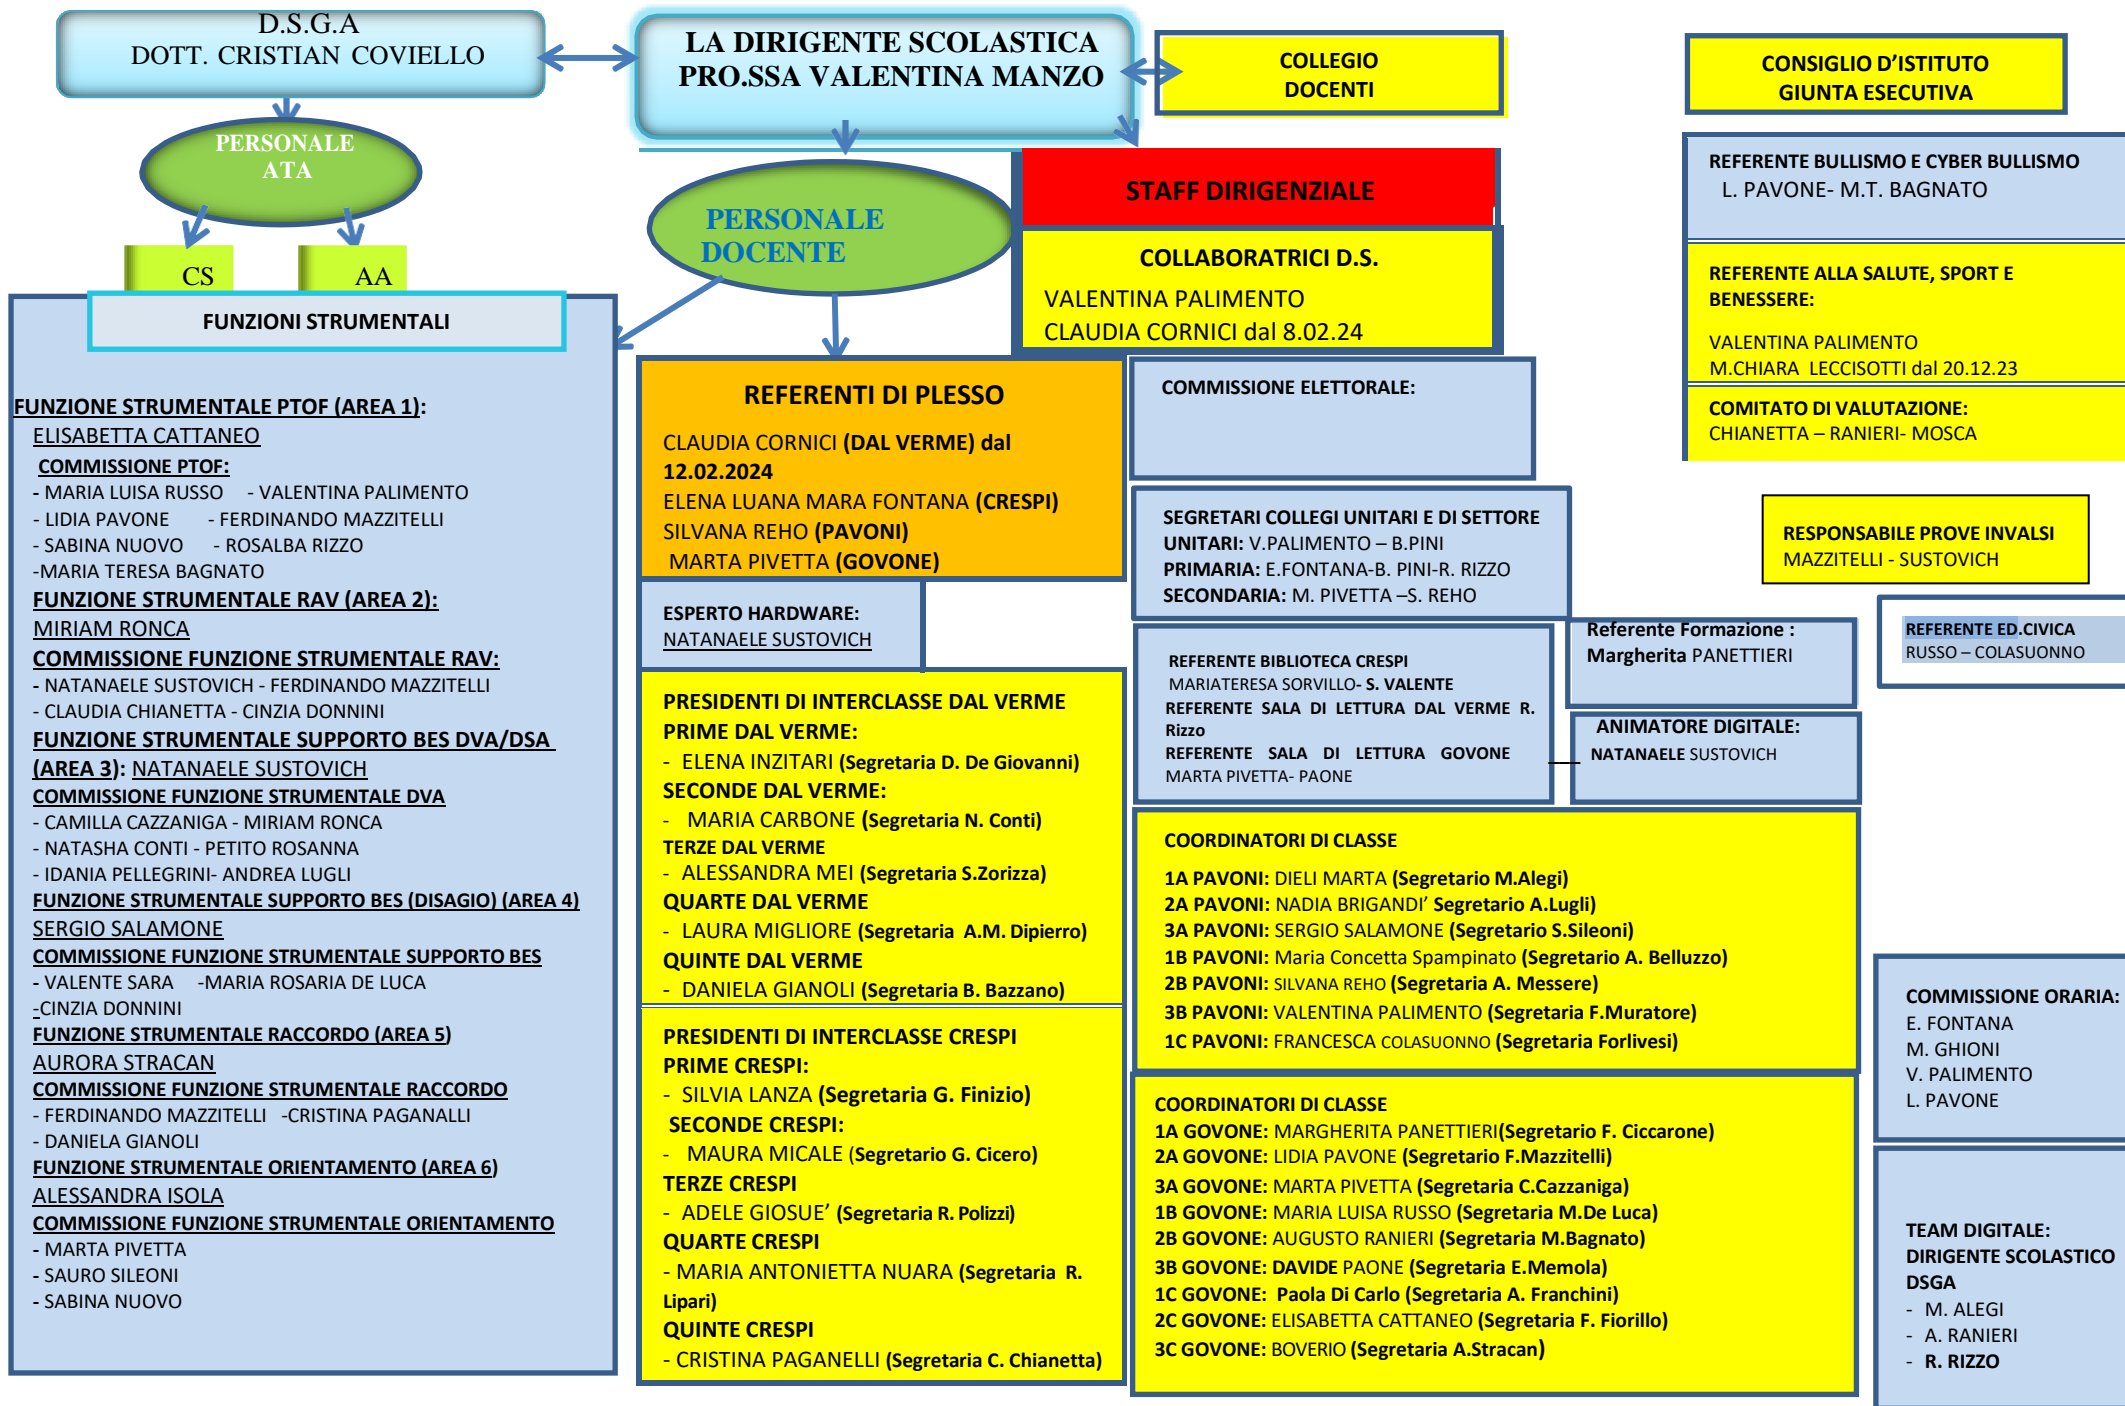 D.S.G.A
DOTT. CRISTIAN COVIELLO
LA DIRIGENTE SCOLASTICA
PRO.SSA VALENTINA MANZO
COLLEGIO
DOCENTI
CONSIGLIO D'ISTITUTO
GIUNTA ESECUTIVA
PERSONALE
ATA
CS
AA
PERSONALE
DOCENTE
STAFF DIRIGENZIALE
COLLABORATRICI D.S.
VALENTINA PALIMENTO
CLAUDIA CORNICI dal 8.02.24
REFERENTE BULLISMO E CYBER BULLISMO
L. PAVONE- M.T. BAGNATO
REFERENTE ALLA SALUTE, SPORT E
BENESSERE:
VALENTINA PALIMENTO
M.CHIARA LECCISOTTI dal 20.12.23
COMITATO DI VALUTAZIONE:
CHIANETTA – RANIERI- MOSCA
FUNZIONI STRUMENTALI
FUNZIONE STRUMENTALE PTOF (AREA 1):
ELISABETTA CATTANEO
COMMISSIONE PTOF:
- MARIA LUISA RUSSO - VALENTINA PALIMENTO
- LIDIA PAVONE - FERDINANDO MAZZITELLI
- SABINA NUOVO - ROSALBA RIZZO
-MARIA TERESA BAGNATO
FUNZIONE STRUMENTALE RAV (AREA 2):
MIRIAM RONCA
COMMISSIONE FUNZIONE STRUMENTALE RAV:
- NATANAELE SUSTOVICH - FERDINANDO MAZZITELLI
- CLAUDIA CHIANETTA - CINZIA DONNINI
FUNZIONE STRUMENTALE SUPPORTO BES DVA/DSA
(AREA 3): NATANAELE SUSTOVICH
COMMISSIONE FUNZIONE STRUMENTALE DVA
- CAMILLA CAZZANIGA - MIRIAM RONCA
- NATASHA CONTI - PETITO ROSANNA
- IDANIA PELLEGRINI- ANDREA LUGLI
FUNZIONE STRUMENTALE SUPPORTO BES (DISAGIO) (AREA 4)
SERGIO SALAMONE
COMMISSIONE FUNZIONE STRUMENTALE SUPPORTO BES
- VALENTE SARA -MARIA ROSARIA DE LUCA
-CINZIA DONNINI
FUNZIONE STRUMENTALE RACCORDO (AREA 5)
AURORA STRACAN
COMMISSIONE FUNZIONE STRUMENTALE RACCORDO
- FERDINANDO MAZZITELLI -CRISTINA PAGANALLI
- DANIELA GIANOLI
FUNZIONE STRUMENTALE ORIENTAMENTO (AREA 6)
ALESSANDRA ISOLA
COMMISSIONE FUNZIONE STRUMENTALE ORIENTAMENTO
- MARTA PIVETTA
- SAURO SILEONI
- SABINA NUOVO
REFERENTI DI PLESSO
CLAUDIA CORNICI (DAL VERME) dal
12.02.2024
ELENA LUANA MARA FONTANA (CRESPI)
SILVANA REHO (PAVONI)
MARTA PIVETTA (GOVONE)
ESPERTO HARDWARE:
NATANAELE SUSTOVICH
PRESIDENTI DI INTERCLASSE DAL VERME
PRIME DAL VERME:
- ELENA INZITARI (Segretaria D. De Giovanni)
SECONDE DAL VERME:
- MARIA CARBONE (Segretaria N. Conti)
TERZE DAL VERME
- ALESSANDRA MEI (Segretaria S.Zorizza)
QUARTE DAL VERME
- LAURA MIGLIORE (Segretaria A.M. Dipierro)
QUINTE DAL VERME
- DANIELA GIANOLI (Segretaria B. Bazzano)
PRESIDENTI DI INTERCLASSE CRESPI
PRIME CRESPI:
- SILVIA LANZA (Segretaria G. Finizio)
SECONDE CRESPI:
- MAURA MICALE (Segretario G. Cicero)
TERZE CRESPI
- ADELE GIOSUE' (Segretaria R. Polizzi)
QUARTE CRESPI
- MARIA ANTONIETTA NUARA (Segretaria R.
Lipari)
QUINTE CRESPI
- CRISTINA PAGANELLI (Segretaria C. Chianetta)
COMMISSIONE ELETTORALE:
SEGRETARI COLLEGI UNITARI E DI SETTORE
UNITARI: V.PALIMENTO – B.PINI
PRIMARIA: E.FONTANA-B. PINI-R. RIZZO
SECONDARIA: M. PIVETTA –S. REHO
REFERENTE BIBLIOTECA CRESPI
MARIATERESA SORVILLO- S. VALENTE
REFERENTE SALA DI LETTURA DAL VERME R.
Rizzo
REFERENTE SALA DI LETTURA GOVONE
MARTA PIVETTA- PAONE
Referente Formazione :
Margherita PANETTIERI
ANIMATORE DIGITALE:
NATANAELE SUSTOVICH
RESPONSABILE PROVE INVALSI
MAZZITELLI - SUSTOVICH
REFERENTE ED.CIVICA
RUSSO – COLASUONNO
COORDINATORI DI CLASSE
1A PAVONI: DIELI MARTA (Segretario M.Alegi)
2A PAVONI: NADIA BRIGANDI' Segretario A.Lugli)
3A PAVONI: SERGIO SALAMONE (Segretario S.Sileoni)
1B PAVONI: Maria Concetta Spampinato (Segretario A. Belluzzo)
2B PAVONI: SILVANA REHO (Segretaria A. Messere)
3B PAVONI: VALENTINA PALIMENTO (Segretaria F.Muratore)
1C PAVONI: FRANCESCA COLASUONNO (Segretaria Forlivesi)
COORDINATORI DI CLASSE
1A GOVONE: MARGHERITA PANETTIERI(Segretario F. Ciccarone)
2A GOVONE: LIDIA PAVONE (Segretario F.Mazzitelli)
3A GOVONE: MARTA PIVETTA (Segretaria C.Cazzaniga)
1B GOVONE: MARIA LUISA RUSSO (Segretaria M.De Luca)
2B GOVONE: AUGUSTO RANIERI (Segretaria M.Bagnato)
3B GOVONE: DAVIDE PAONE (Segretaria E.Memola)
1C GOVONE: Paola Di Carlo (Segretaria A. Franchini)
2C GOVONE: ELISABETTA CATTANEO (Segretaria F. Fiorillo)
3C GOVONE: BOVERIO (Segretaria A.Stracan)
COMMISSIONE ORARIA:
E. FONTANA
M. GHIONI
V. PALIMENTO
L. PAVONE
TEAM DIGITALE:
DIRIGENTE SCOLASTICO
DSGA
- M. ALEGI
- A. RANIERI
- R. RIZZO